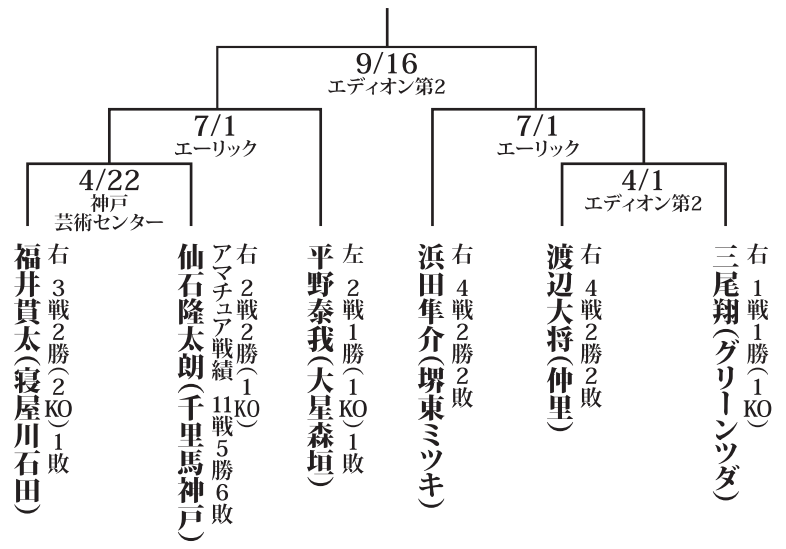 9/16
エディオン第2
7/1
エーリック
7/1
エーリック
4/22
神戸
芸術センター
4/1
エディオン第2
右 3戦2勝(2KO)1敗
福井貫太(寝屋川石田)
右 2戦2勝(1KO)
アマチュア戦績 11戦5勝6敗
仙石隆太朗(千里馬神戸)
左 2戦1勝(1KO)1敗
平野泰我(大星森垣)
右 4戦2勝2敗
浜田隼介(堺東ミツキ)
右 4戦2勝2敗
渡辺大将(仲里)
右 1戦1勝(1KO)
三尾翔(グリーンツダ)